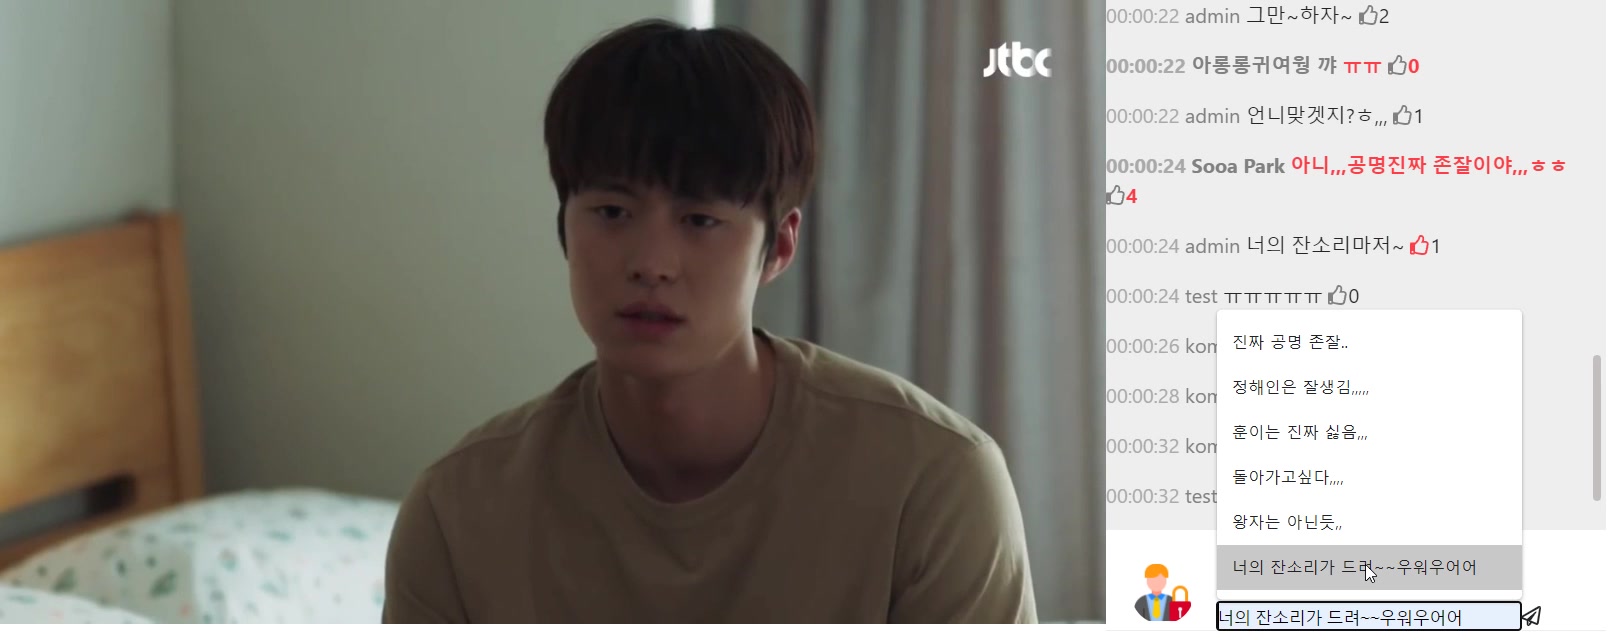 jtbc
00:00:22 admin 그만~하자~ 2
00:00:22 아롱롱귀여웡 꺄 ㅠㅠ 0
00:00:22 admin 언니맞겟지?ㅎ,,, 1
00:00:24 Sooa Park 아니,,,공명진짜 존잘이야,,,ㅎㅎ
4
00:00:24 admin 너의 잔소리마저~ 1
00:00:24 test ㅠㅠㅠㅠㅠ 0
00:00:26 kom
00:00:28 kom
00:00:32 kom
00:00:32 test
진짜 공명 존잘..
정해인은 잘생김,,,,,
훈이는 진짜 싫음,,,
돌아가고싶다,,,,
왕자는 아닌듯,,
너의 잔소리가 드려~~우워우어어
너의 잔소리가 드려~~우워우어어